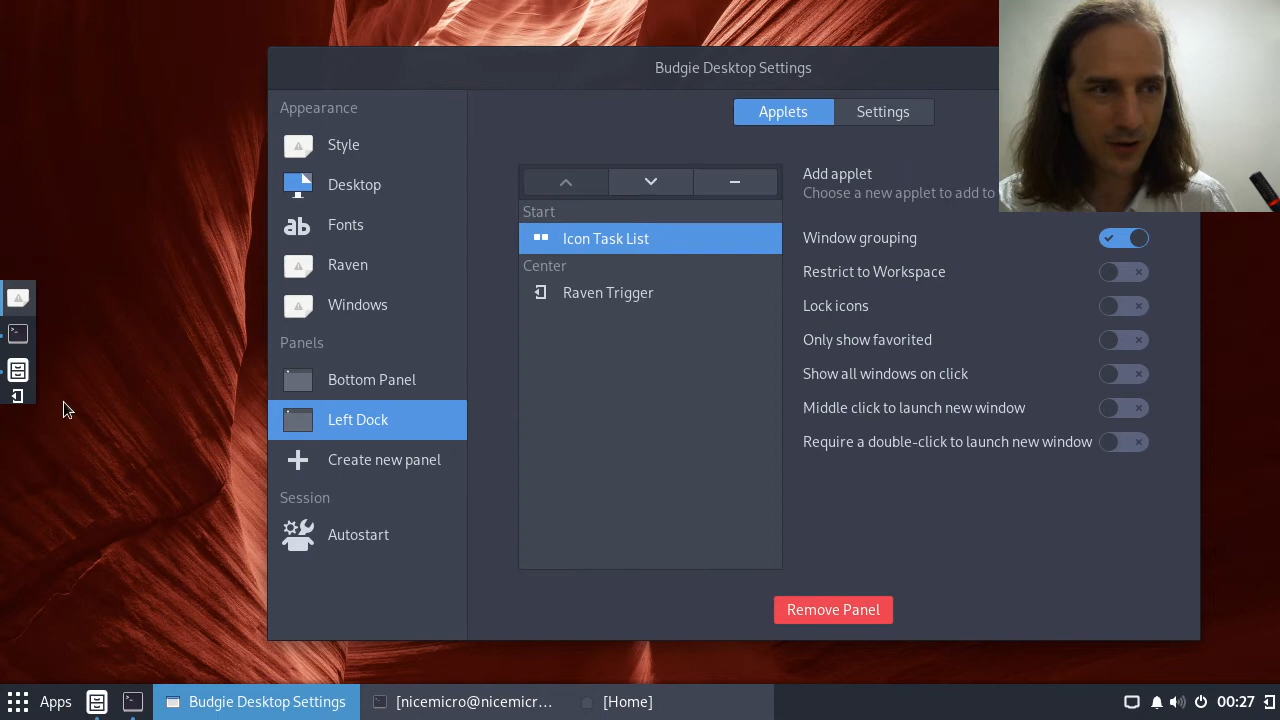 Budgie Desktop Settings
Appearance
Style
Desktop
Fonts
Raven
Windows
Panels
Bottom Panel
Left Dock
Create new panel
Session
Autostart
Applets
Settings
Start
Icon Task List
Center
Raven Trigger
Add applet
Choose a new applet to add to
Window grouping
Restrict to Workspace
Lock icons
Only show favorited
Show all windows on click
Middle click to launch new window
Require a double-click to launch new window
Remove Panel
Apps
Budgie Desktop Settings
[nicemicro@nicemicr...
[Home]
00:27